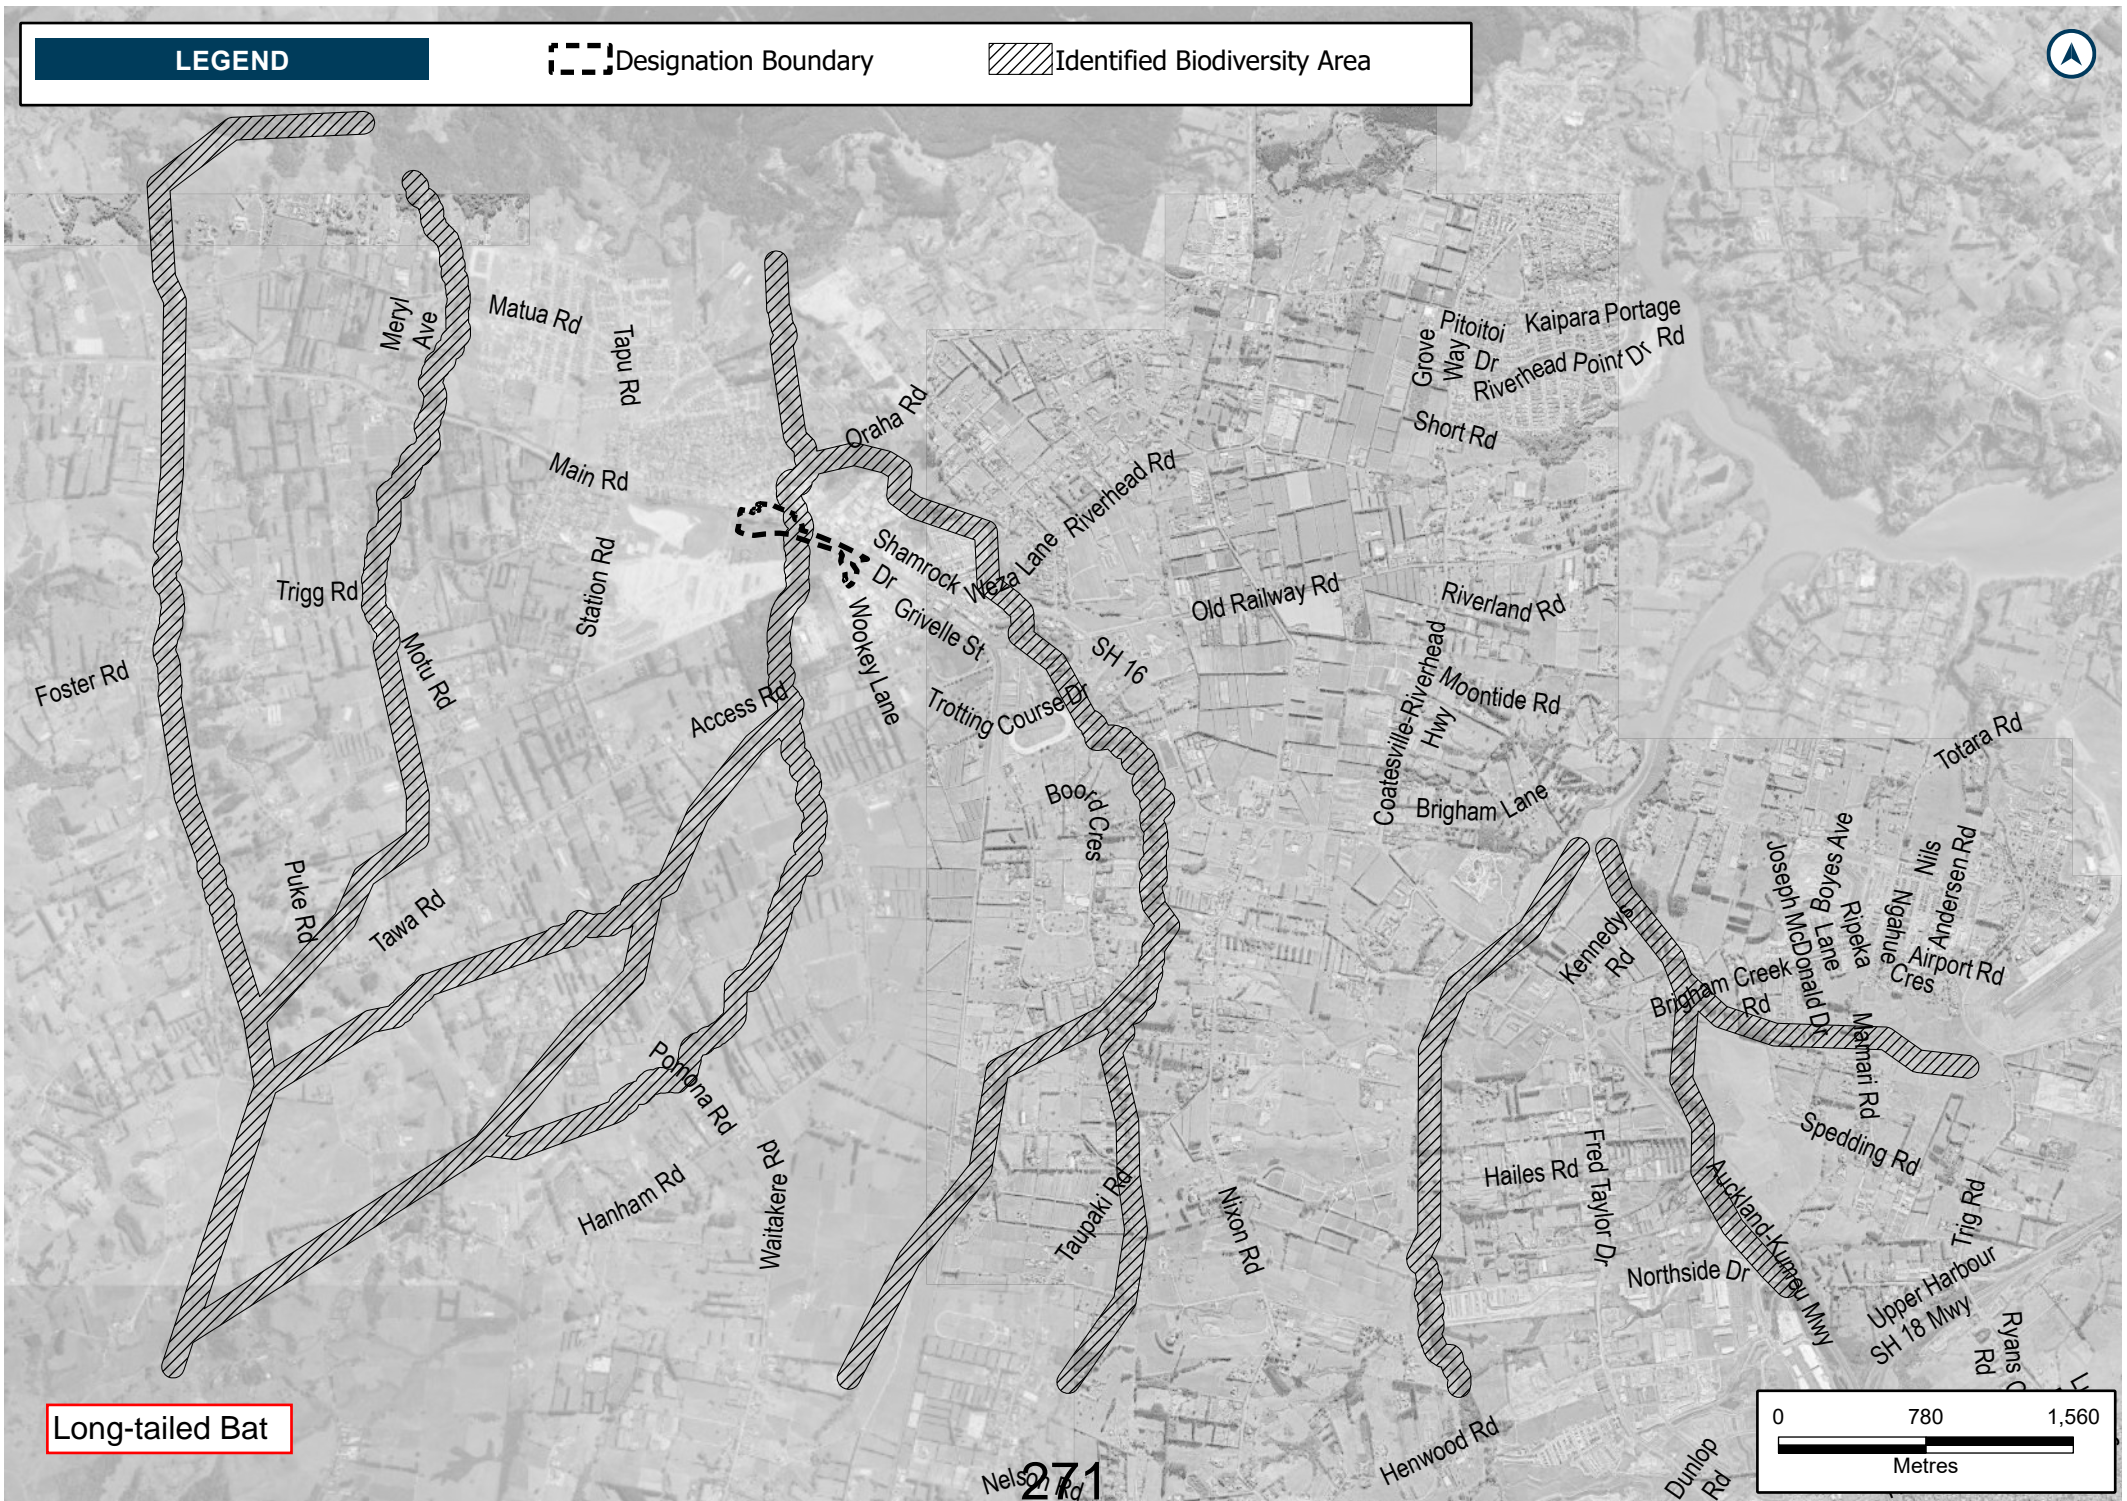 LEGEND
Designation Boundary
Identified Biodiversity Area
Meryl
Ave
Matua Rd
Tapu Rd
Oraha Rd
Main Rd
Station Rd
Trigg Rd
Motu Rd
Foster Rd
Puke Rd
Tawa Rd
Access Rd
Wookey Lane
Shamrock
Dr
Grivelle St
Weza Lane
Riverhead Rd
SH 16
Trotting Course Dr
Boord Cres
Old Railway Rd
Grove
Way
Pitoitoi
Dr
Kaipara Portage
Rd
Riverhead Point Dr
Short Rd
Riverland Rd
Coatesville-Riverhead
Hwy
Moontide Rd
Brigham Lane
Totara Rd
Joseph McDonald Dr
Boyes Ave
Ripeka
Lane
Nils
Andersen Rd
Ngahue
Cres
Airport Rd
Kennedys
Rd
Brigham Creek
Rd
Mamari Rd
Spedding Rd
Trig Rd
Hailes Rd
Fred Taylor Dr
Northside Dr
Auckland-Kumeu Mwy
Upper Harbour
SH 18 Mwy
Ryans
Rd
Pomona Rd
Hanham Rd
Waitakere Rd
Taupaki Rd
Nixon Rd
Nelson Rd
Henwood Rd
Dunlop
Rd
Long-tailed Bat
0 780 1,560
Metres
271